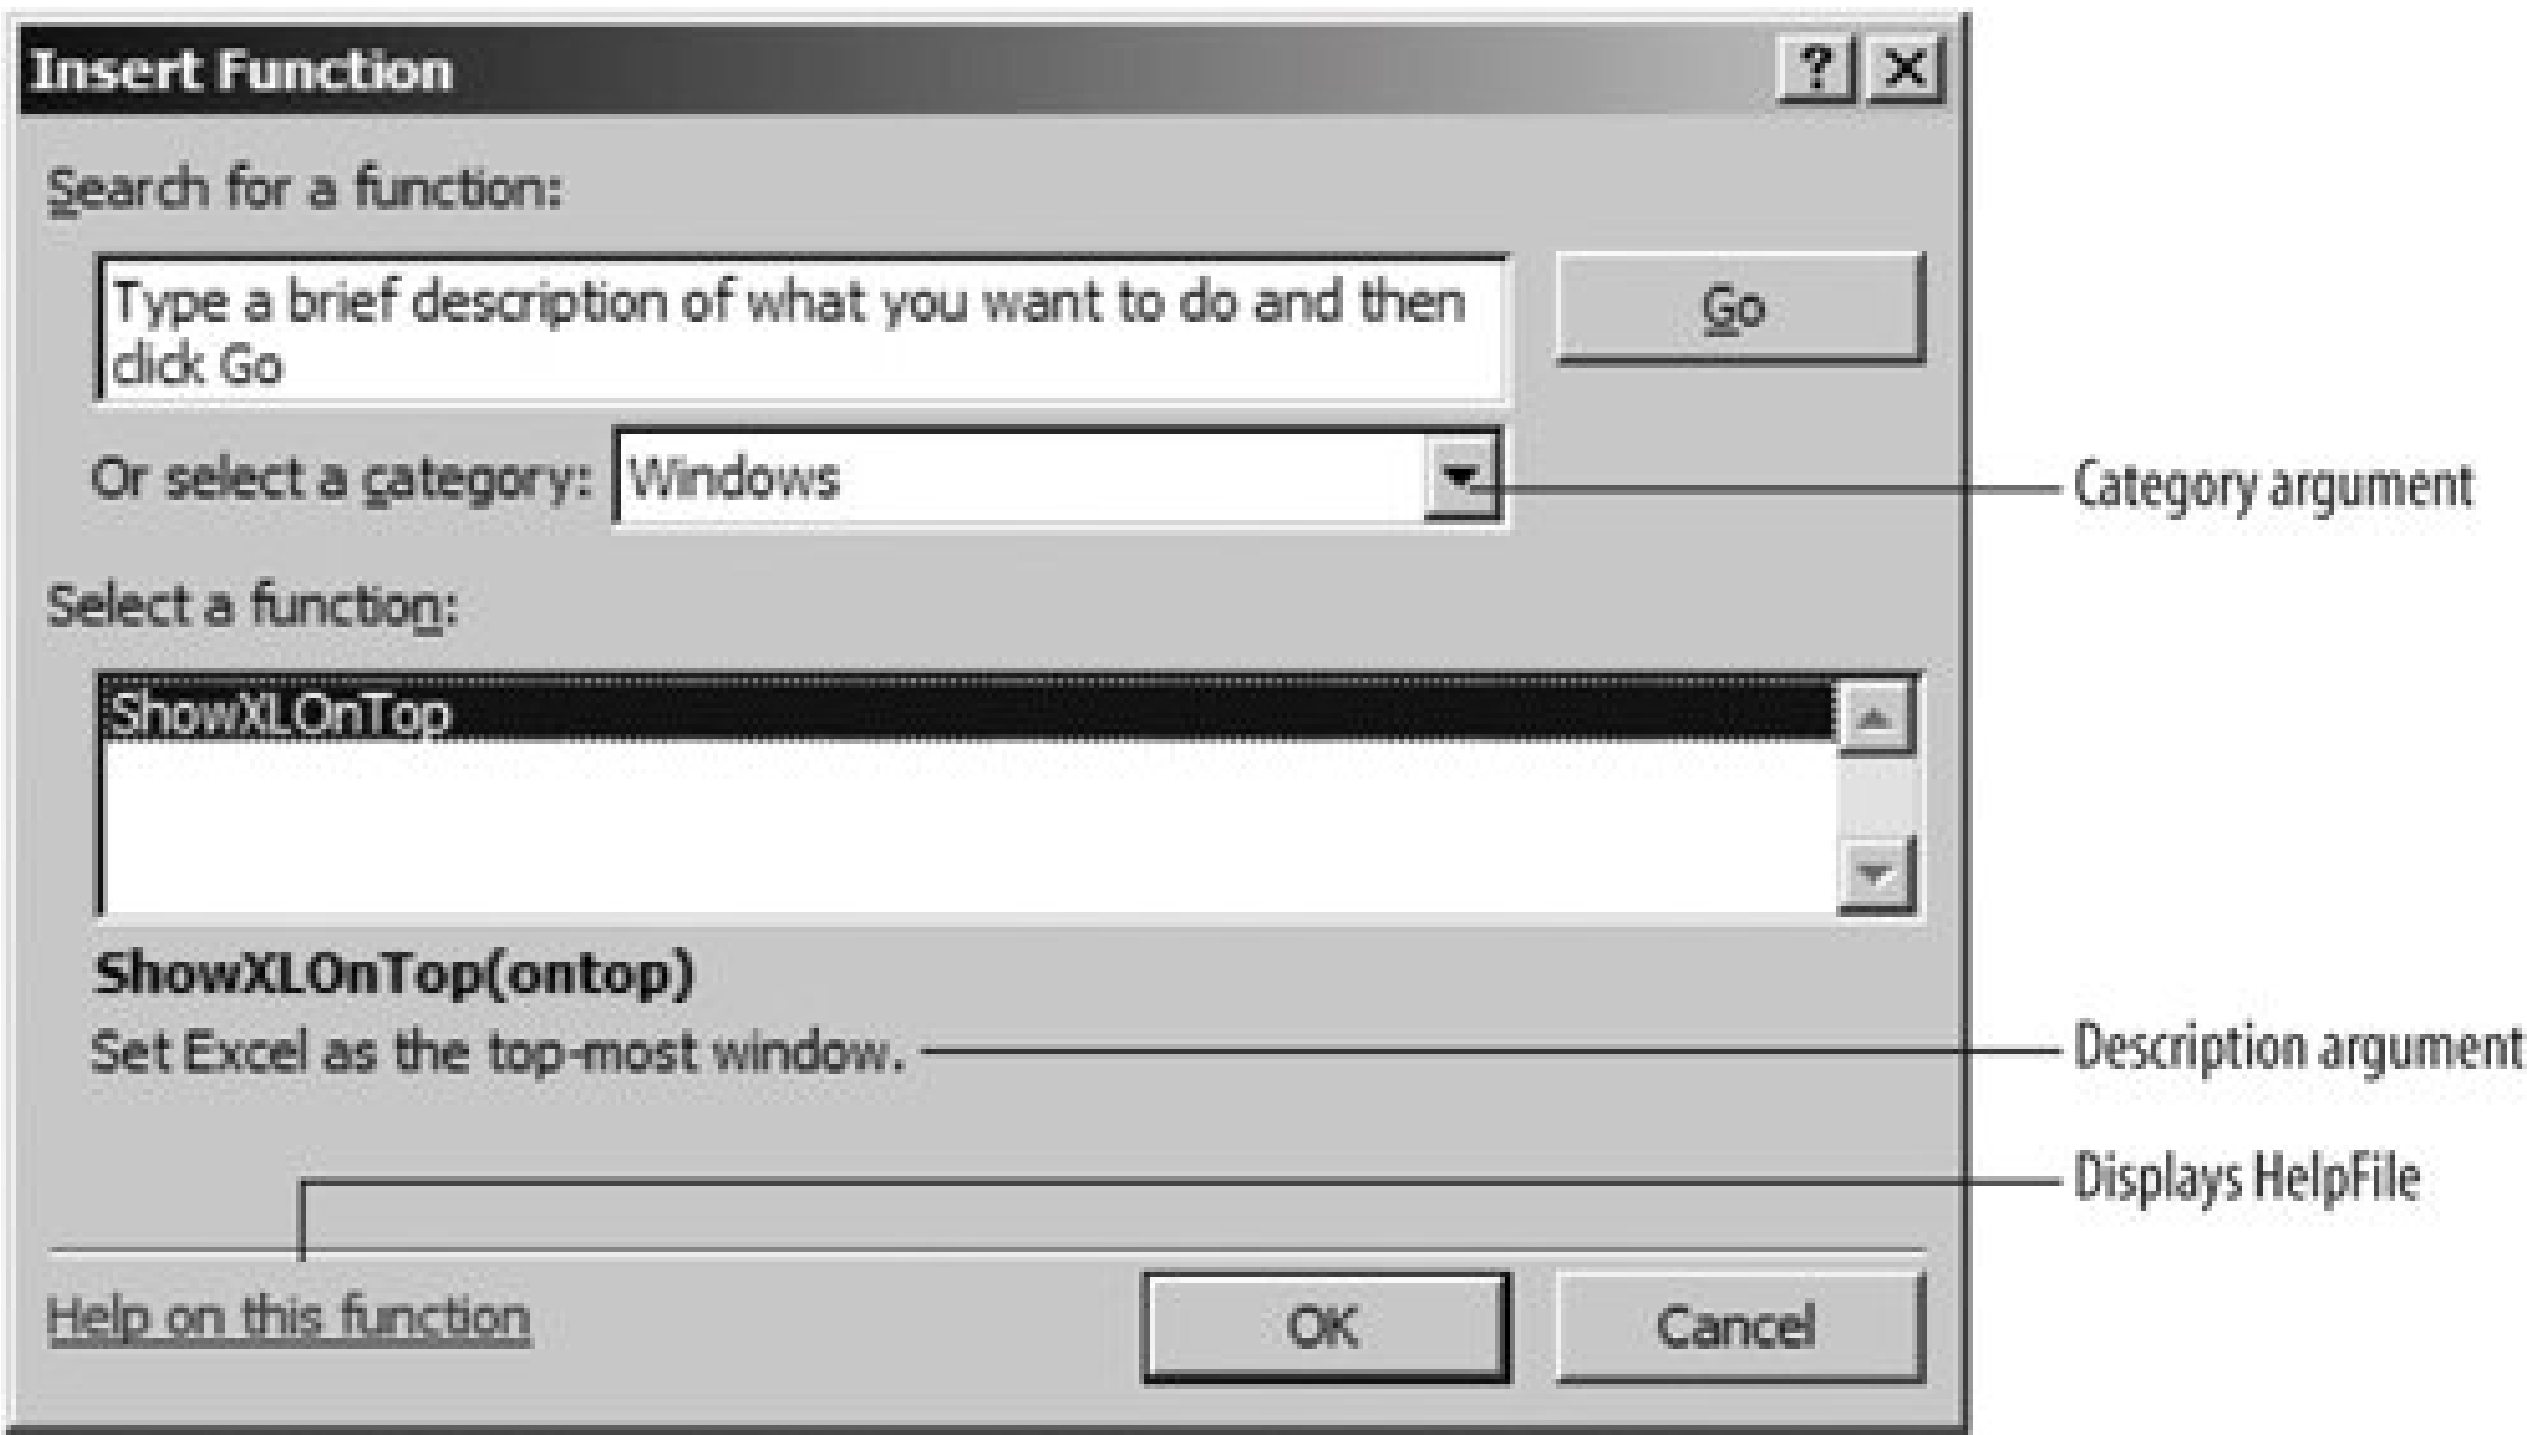 Insert Function
Search for a function:
Type a brief description of what you want to do and then
click Go
Go
Or select a category:
Windows
Category argument
Select a function:
ShowXLOnTop
ShowXLOnTop(ontop)
Set Excel as the top-most window.
Description argument
Displays HelpFile
Help on this function
OK
Cancel